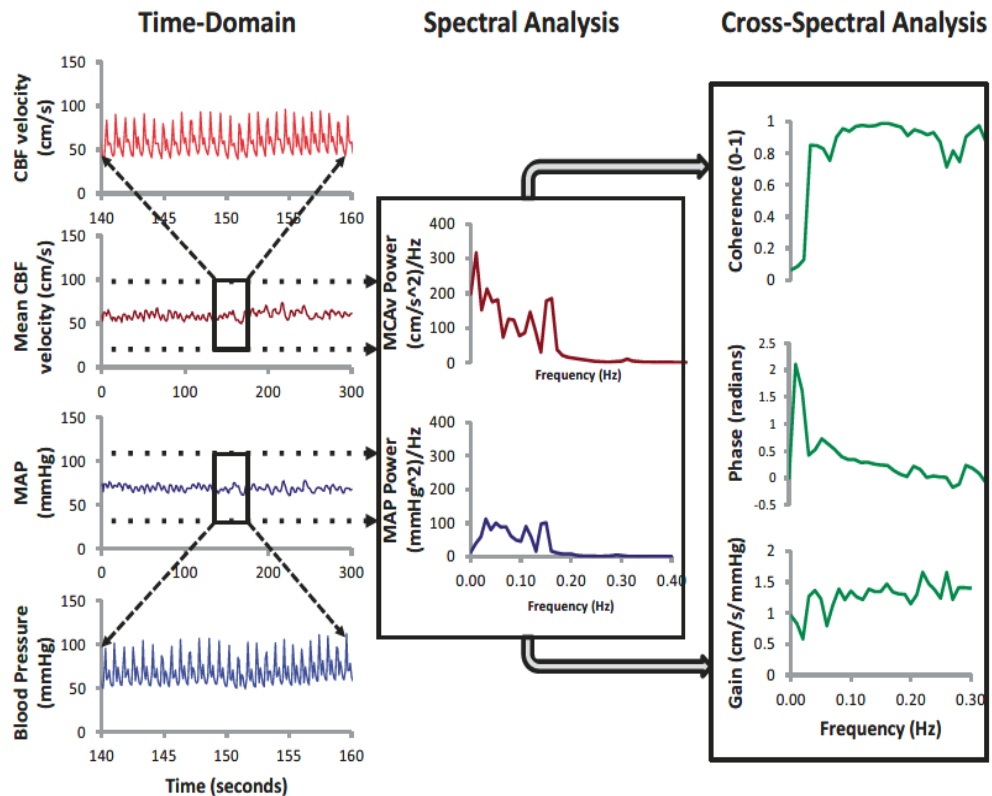 Time-Domain
Spectral Analysis
Cross-Spectral Analysis
CBF velocity
(cm/s)
150
100
50
0
140 145 150 155 160
Mean CBF
velocity (cm/s)
150
100
50
0
0 100 200 300
MAP
(mmHg)
150
100
50
0
0 100 200 300
Blood Pressure
(mmHg)
150
100
50
0
140 145 150 155 160
Time (seconds)
MCAv Power
(cm/s^2)/Hz
400
300
200
100
0
Frequency (Hz)
MAP Power
(mmHg^2)/Hz
400
300
200
100
0
0.00 0.10 0.20 0.30 0.40
Frequency (Hz)
Coherence (0-1)
1
0.8
0.6
0.4
0.2
0
Phase (radians)
2.5
2
1.5
1
0.5
0
-0.5
Gain (cm/s/mmHg)
2
1.5
1
0.5
0
0.00 0.10 0.20 0.30
Frequency (Hz)